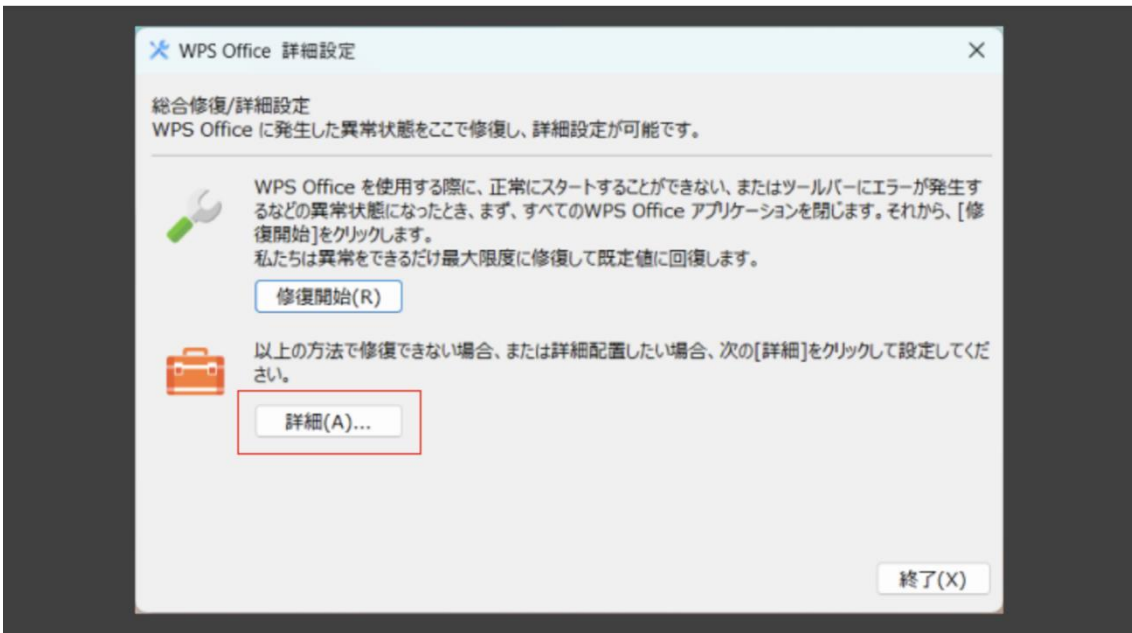 WPS Office 詳細設定
総合修復/詳細設定
WPS Office に発生した異常状態をここで修復し、詳細設定が可能です。
WPS Office を使用する際に、正常にスタートすることができない、またはツールバーにエラーが発生す
るなどの異常状態になったとき、まず、すべてのWPS Office アプリケーションを閉じます。それから、[修
復開始]をクリックします。
私たちは異常をできるだけ最大限度に修復して既定値に回復します。
修復開始(R)
以上の方法で修復できない場合、または詳細配置したい場合、次の[詳細]をクリックして設定してくだ
さい。
詳細(A)...
終了(X)